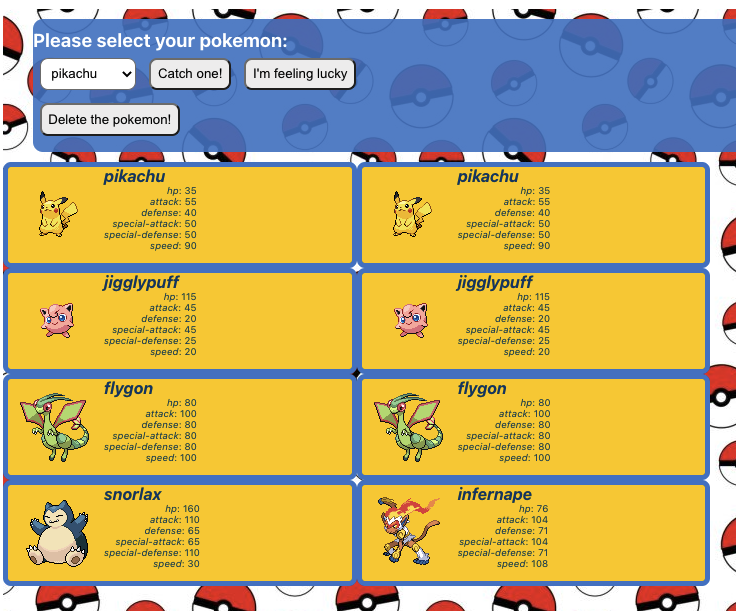 Please select your pokemon:
pikachu Catch one! I'm feeling lucky
Delete the pokemon!
pikachu
hp: 35
attack: 55
defense: 40
special-attack: 50
special-defense: 50
speed: 90
pikachu
hp: 35
attack: 55
defense: 40
special-attack: 50
special-defense: 50
speed: 90
jigglypuff
hp: 115
attack: 45
defense: 20
special-attack: 45
special-defense: 25
speed: 20
jigglypuff
hp: 115
attack: 45
defense: 20
special-attack: 45
special-defense: 25
speed: 20
flygon
hp: 80
attack: 100
defense: 80
special-attack: 80
special-defense: 80
speed: 100
flygon
hp: 80
attack: 100
defense: 80
special-attack: 80
special-defense: 80
speed: 100
snorlax
hp: 160
attack: 110
defense: 65
special-attack: 65
special-defense: 110
speed: 30
infernape
hp: 76
attack: 104
defense: 71
special-attack: 104
special-defense: 71
speed: 108